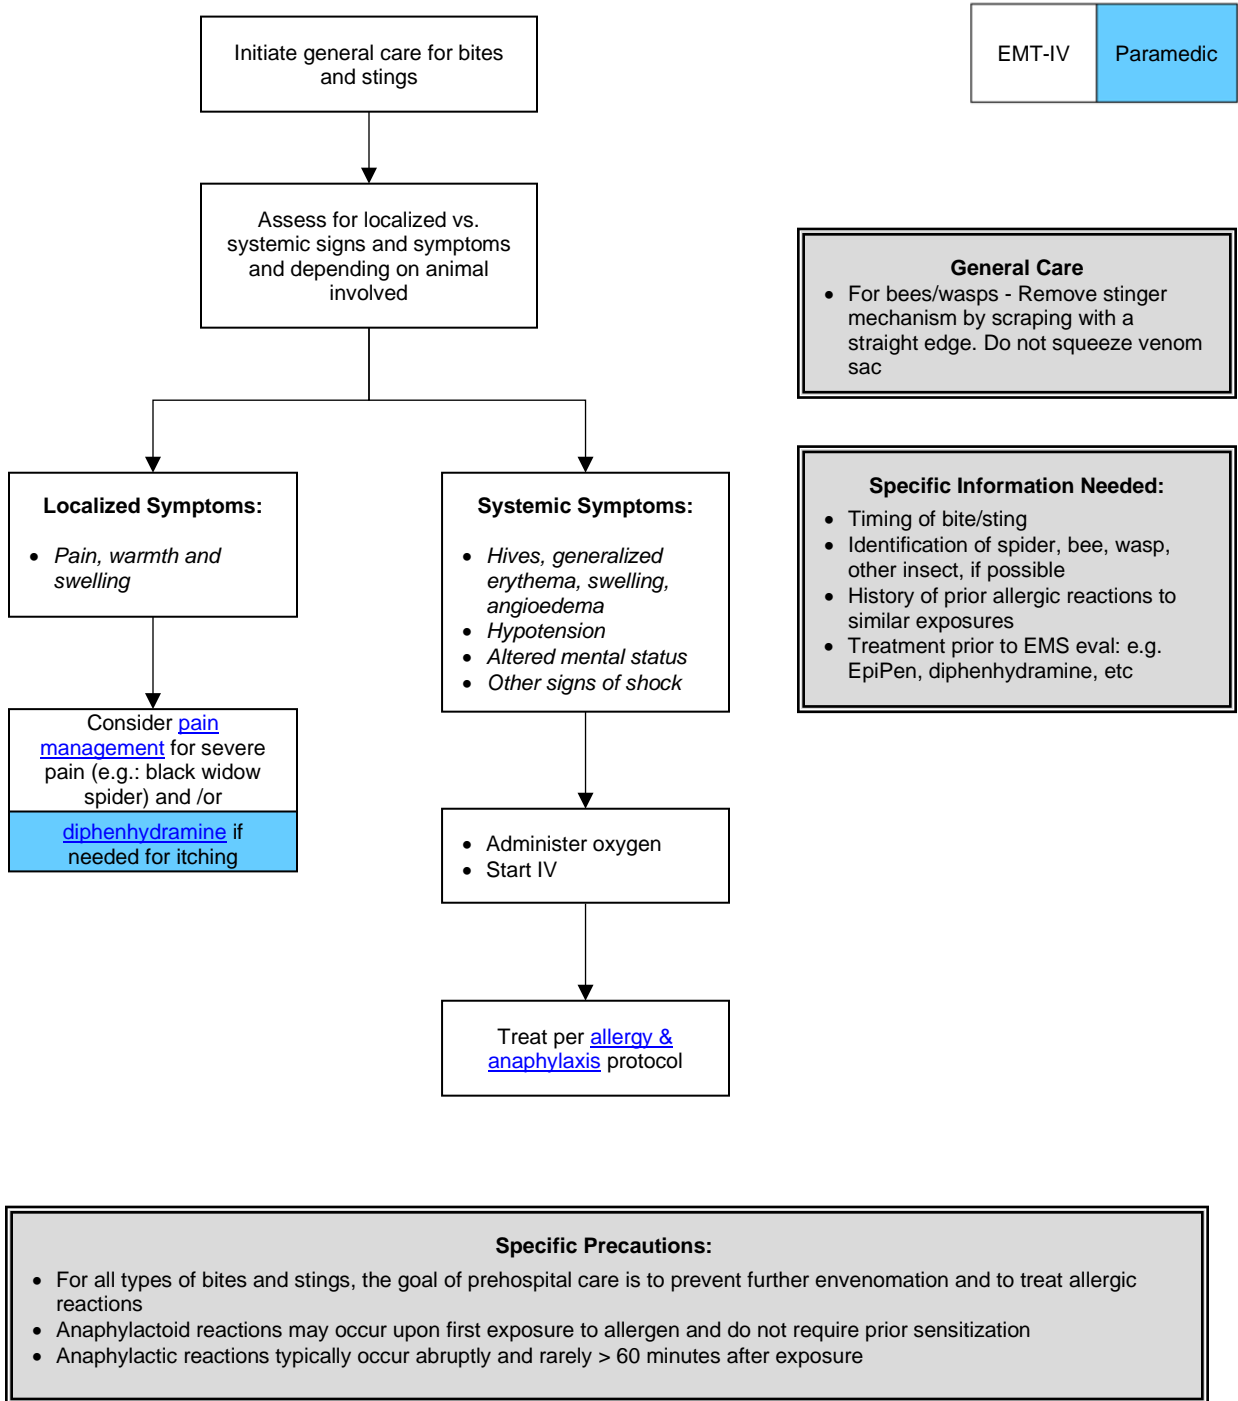 Initiate general care for bites
and stings
EMT-IV
Paramedic
Assess for localized vs.
systemic signs and symptoms
and depending on animal
involved
General Care
• For bees/wasps - Remove stinger
mechanism by scraping with a
straight edge. Do not squeeze venom
sac
Localized Symptoms:
• Pain, warmth and
swelling
Systemic Symptoms:
• Hives, generalized
erythema, swelling,
angioedema
• Hypotension
• Altered mental status
• Other signs of shock
Specific Information Needed:
• Timing of bite/sting
• Identification of spider, bee, wasp,
other insect, if possible
• History of prior allergic reactions to
similar exposures
• Treatment prior to EMS eval: e.g.
EpiPen, diphenhydramine, etc
Consider pain
management for severe
pain (e.g.: black widow
spider) and /or
diphenhydramine if
needed for itching
• Administer oxygen
• Start IV
Treat per allergy &
anaphylaxis protocol
Specific Precautions:
• For all types of bites and stings, the goal of prehospital care is to prevent further envenomation and to treat allergic
reactions
• Anaphylactoid reactions may occur upon first exposure to allergen and do not require prior sensitization
• Anaphylactic reactions typically occur abruptly and rarely > 60 minutes after exposure